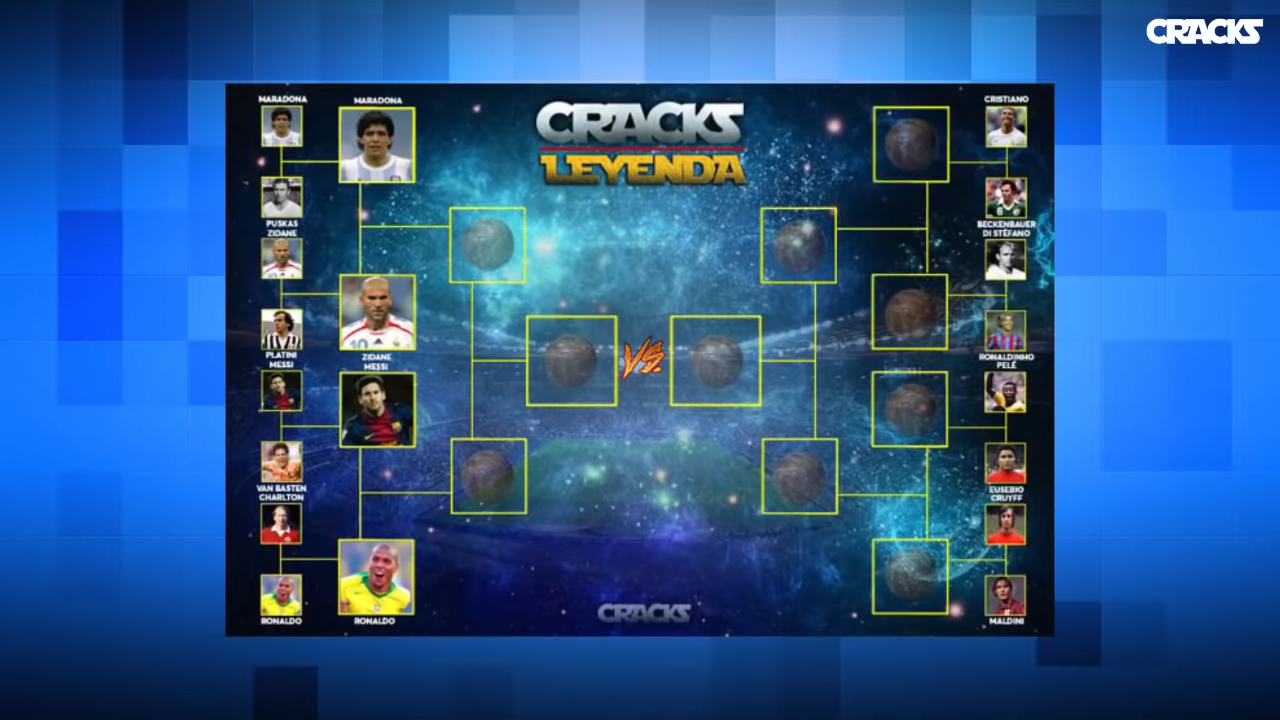 CRACKS
MARADONA
MARADONA
CRACKS
LEYENDA
CRISTIANO
PUSKAS
ZIDANE
BECKENBAUER
DI STÉFANO
PLATINI
MESSI
ZIDANE
MESSI
VS.
RONALDINHO
PELÉ
VAN BASTEN
CHARLTON
EUSEBIO
CRUYFF
RONALDO
RONALDO
CRACKS
MALDINI